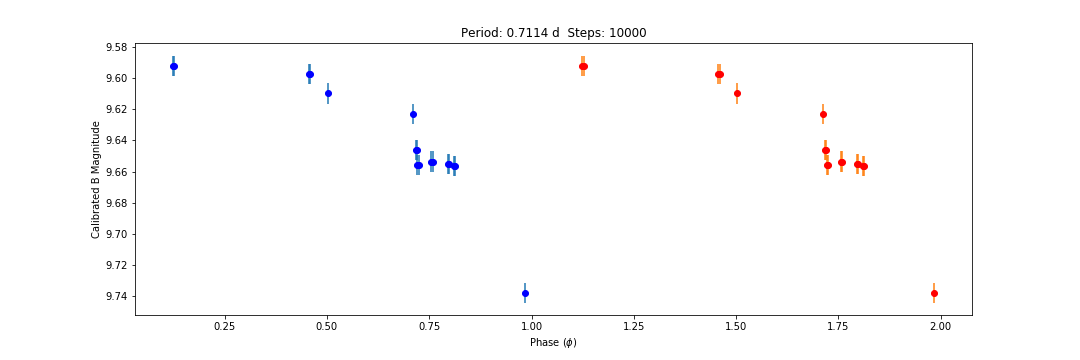 Period: 0.7114 d  Steps: 10000
Calibrated B Magnitude
9.58
9.60
9.62
9.64
9.66
9.68
9.70
9.72
9.74
0.25 0.50 0.75 1.00 1.25 1.50 1.75 2.00
Phase (ϕ)